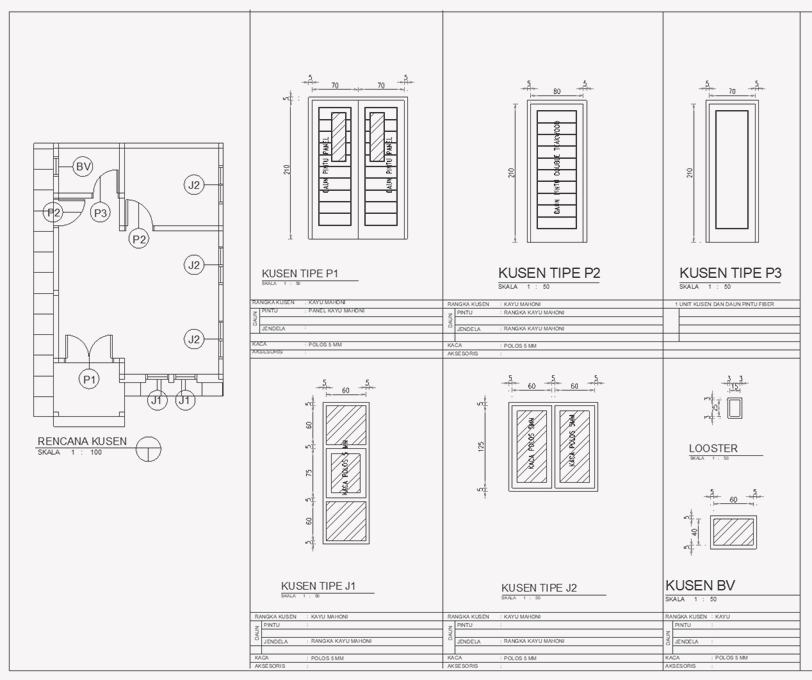 BV
J2
P2
P3
P2
J2
J2
P1
J1 J1
RENCANA KUSEN
SKALA 1 : 100
5 5
70 70
5
210
DAUN PINTU PANEL
DAUN PINTU PANEL
KUSEN TIPE P1
SKALA 1 : 50
RANGKA KUSEN : KAYU MAHONI
DAUN
PINTU : PANEL KAYU MAHONI
JENDELA :
KACA : POLOS 5 MM
AKSESORIS :
5 5
80
210
DAUN PINTU DOUBLE TEAKWOOD
KUSEN TIPE P2
SKALA 1 : 50
RANGKA KUSEN : KAYU MAHONI
DAUN
PINTU : RANGKA KAYU MAHONI
JENDELA : RANGKA KAYU MAHONI
KACA : POLOS 5 MM
AKSESORIS :
5 5
70
210
KUSEN TIPE P3
SKALA 1 : 50
1 UNIT KUSEN DAN DAUN PINTU FIBER
5 5
60
5
60
5
75
5
60
5
KACA POLOS 5 MM
KUSEN TIPE J1
SKALA 1 : 50
RANGKA KUSEN : KAYU MAHONI
DAUN
PINTU :
JENDELA : RANGKA KAYU MAHONI
KACA : POLOS 5 MM
AKSESORIS :
5 5 5
60 60
5
125
5
KACA POLOS 5MM
KACA POLOS 5MM
KUSEN TIPE J2
SKALA 1 : 50
RANGKA KUSEN : KAYU MAHONI
DAUN
PINTU :
JENDELA : RANGKA KAYU MAHONI
KACA : POLOS 5 MM
AKSESORIS :
3 3
15
3
25
3
LOOSTER
SKALA 1 : 50
5 5
60
5
40
5
KUSEN BV
SKALA 1 : 50
RANGKA KUSEN : KAYU
DAUN
PINTU :
JENDELA :
KACA : POLOS 5 MM
AKSESORIS :